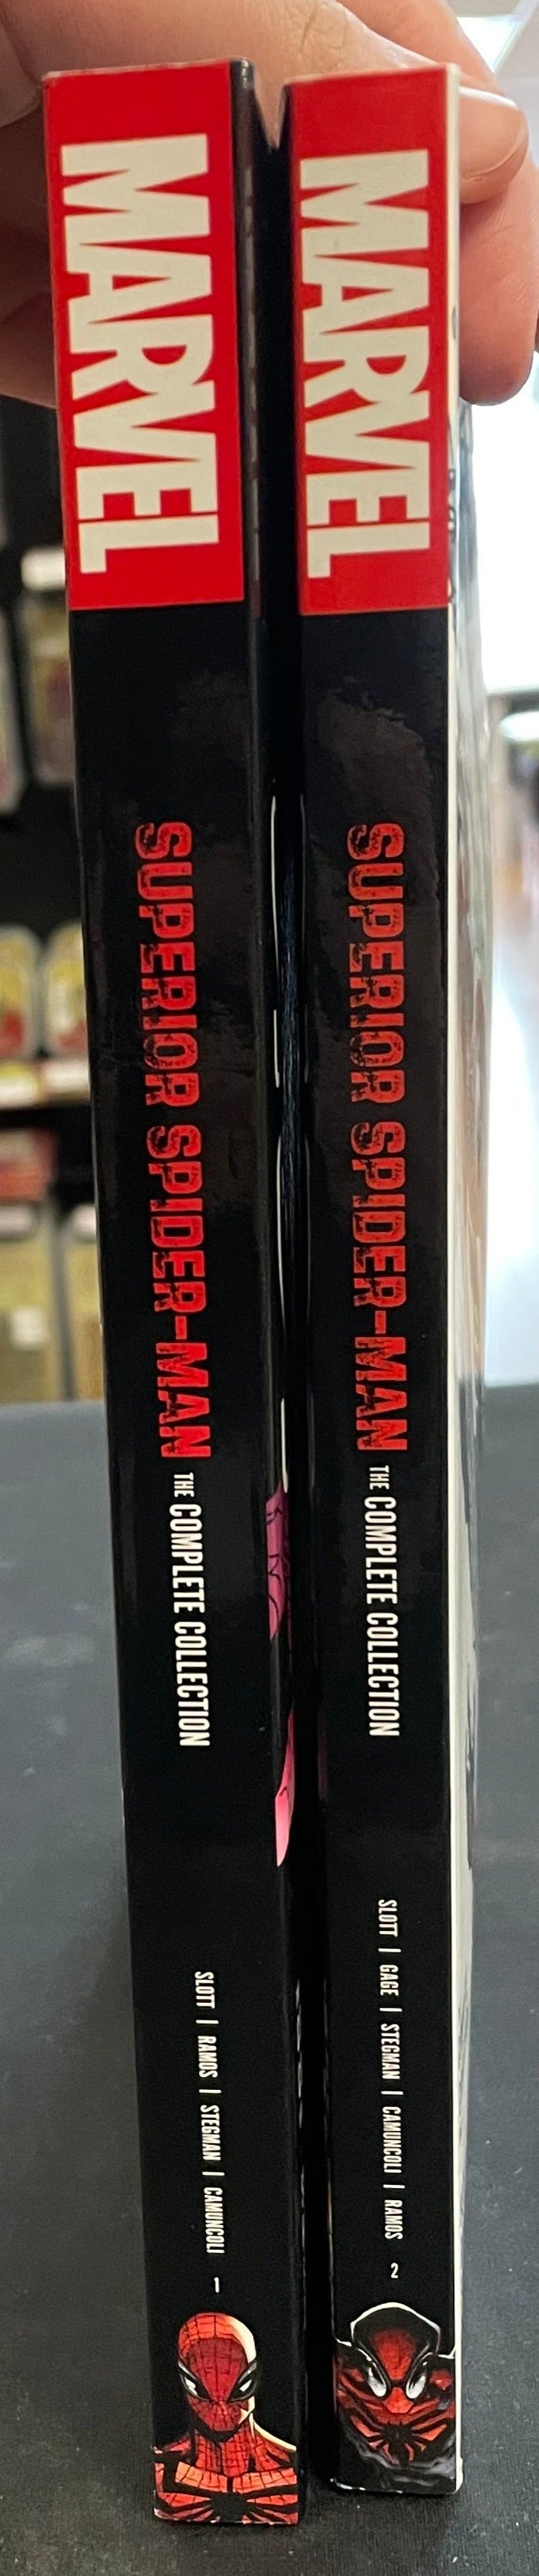 MARVEL
SUPERIOR SPIDER-MAN THE COMPLETE COLLECTION
SLOTT | RAMOS | STEGMAN | CAMUNCOLI 1
MARVEL
SUPERIOR SPIDER-MAN THE COMPLETE COLLECTION
SLOTT | GAGE | STEGMAN | CAMUNCOLI | RAMOS 2